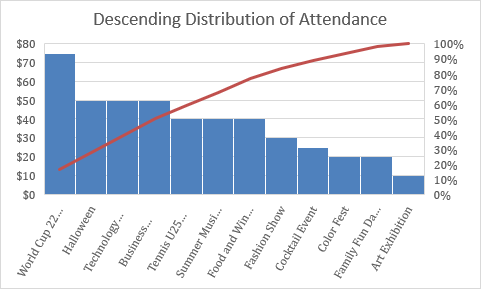 Descending Distribution of Attendance
$80
$70
$60
$50
$40
$30
$20
$10
$0
100%
90%
80%
70%
60%
50%
40%
30%
20%
10%
0%
World Cup 22...
Halloween
Technology...
Business...
Tennis U25...
Summer Musi...
Food and Win...
Fashion Show
Cocktail Event
Color Fest
Family Fun Da...
Art Exhibition